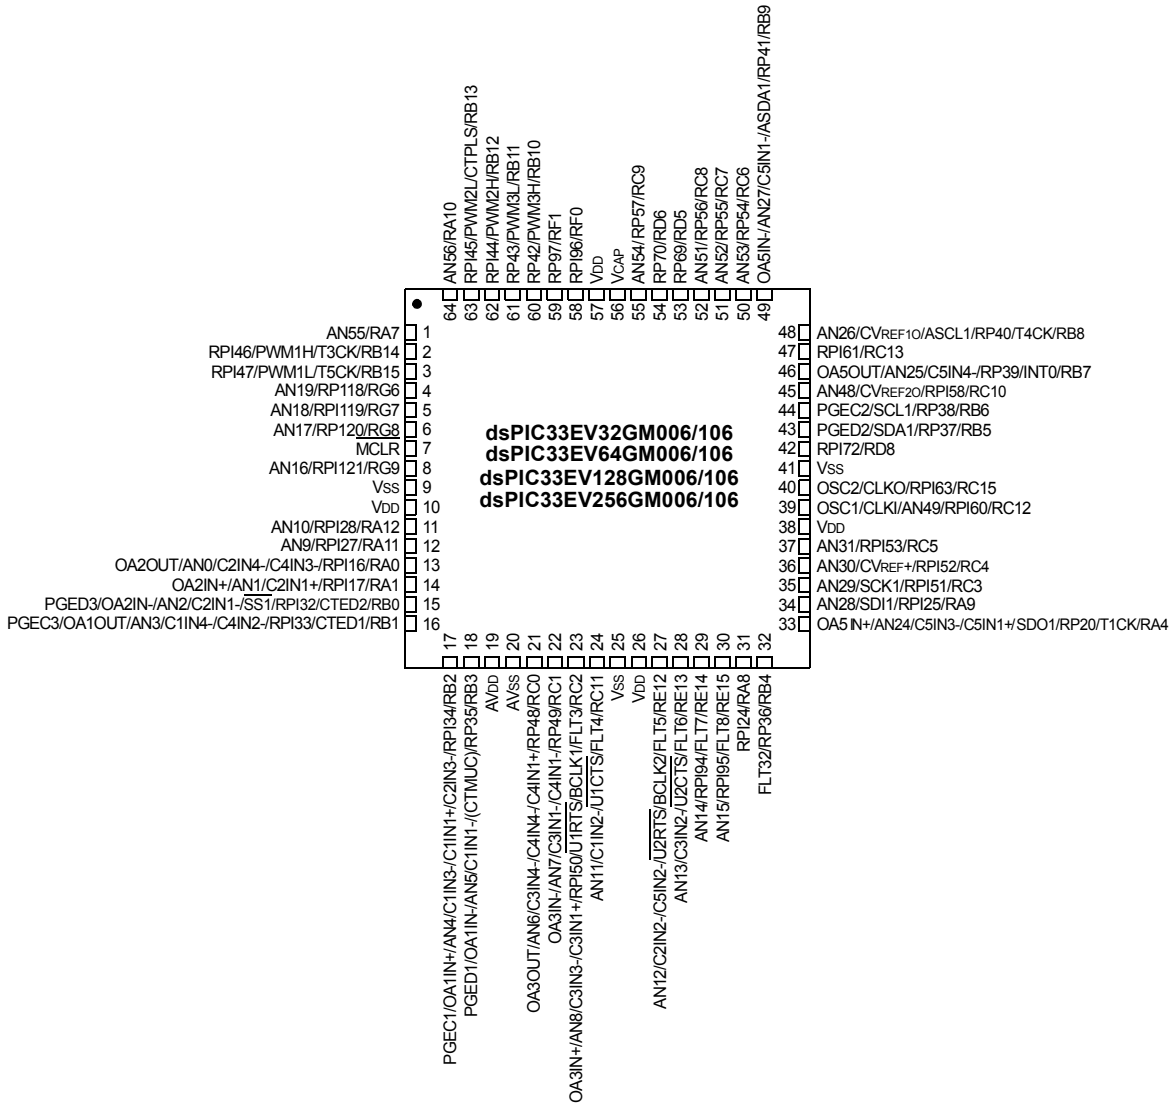 AN56/RA10
RPI45/PWM2L/CTPLS/RB13
RPI44/PWM2H/RB12
RP43/PWM3L/RB11
RP42/PWM3H/RB10
RP97/RF1
RPI96/RF0
VDD
VCAP
AN54/RP57/RC9
RP70/RD6
RP69/RD5
AN51/RP56/RC8
AN52/RP55/RC7
AN53/RP54/RC6
OA5IN-/AN27/C5IN1-/ASDA1/RP41/RB9
64 63 62 61 60 59 58 57 56 55 54 53 52 51 50 49
AN55/RA7 1
RPI46/PWM1H/T3CK/RB14 2
RPI47/PWM1L/T5CK/RB15 3
AN19/RP118/RG6 4
AN18/RPI119/RG7 5
AN17/RP120/RG8 6
MCLR 7
AN16/RPI121/RG9 8
VSS 9
VDD 10
AN10/RPI28/RA12 11
AN9/RPI27/RA11 12
OA2OUT/AN0/C2IN4-/C4IN3-/RPI16/RA0 13
OA2IN+/AN1/C2IN1+/RPI17/RA1 14
PGED3/OA2IN-/AN2/C2IN1-/SS1/RPI32/CTED2/RB0 15
PGEC3/OA1OUT/AN3/C1IN4-/C4IN2-/RPI33/CTED1/RB1 16
dsPIC33EV32GM006/106
dsPIC33EV64GM006/106
dsPIC33EV128GM006/106
dsPIC33EV256GM006/106
48 AN26/CVREF1O/ASCL1/RP40/T4CK/RB8
47 RPI61/RC13
46 OA5OUT/AN25/C5IN4-/RP39/INT0/RB7
45 AN48/CVREF2O/RPI58/RC10
44 PGEC2/SCL1/RP38/RB6
43 PGED2/SDA1/RP37/RB5
42 RPI72/RD8
41 VSS
40 OSC2/CLKO/RPI63/RC15
39 OSC1/CLKI/AN49/RPI60/RC12
38 VDD
37 AN31/RPI53/RC5
36 AN30/CVREF+/RPI52/RC4
35 AN29/SCK1/RPI51/RC3
34 AN28/SDI1/RPI25/RA9
33 OA5IN+/AN24/C5IN3-/C5IN1+/SDO1/RP20/T1CK/RA4
17 18 19 20 21 22 23 24 25 26 27 28 29 30 31 32
PGEC1/OA1IN+/AN4/C1IN3-/C1IN1+/C2IN3-/RPI34/RB2
PGED1/OA1IN-/AN5/C1IN1-/(CTMUC)/RP35/RB3
AVDD
AVSS
OA3OUT/AN6/C3IN4-/C4IN4-/C4IN1+/RP48/RC0
OA3IN-/AN7/C3IN1-/C4IN1-/RP49/RC1
OA3IN+/AN8/C3IN3-/C3IN1+/RPI50/U1RTS/BCLK1/FLT3/RC2
AN11/C1IN2-/U1CTS/FLT4/RC11
VSS
VDD
AN12/C2IN2-/C5IN2-/U2RTS/BCLK2/FLT5/RE12
AN13/C3IN2-/U2CTS/FLT6/RE13
AN14/RPI94/FLT7/RE14
AN15/RPI95/FLT8/RE15
RPI24/RA8
FLT32/RP36/RB4